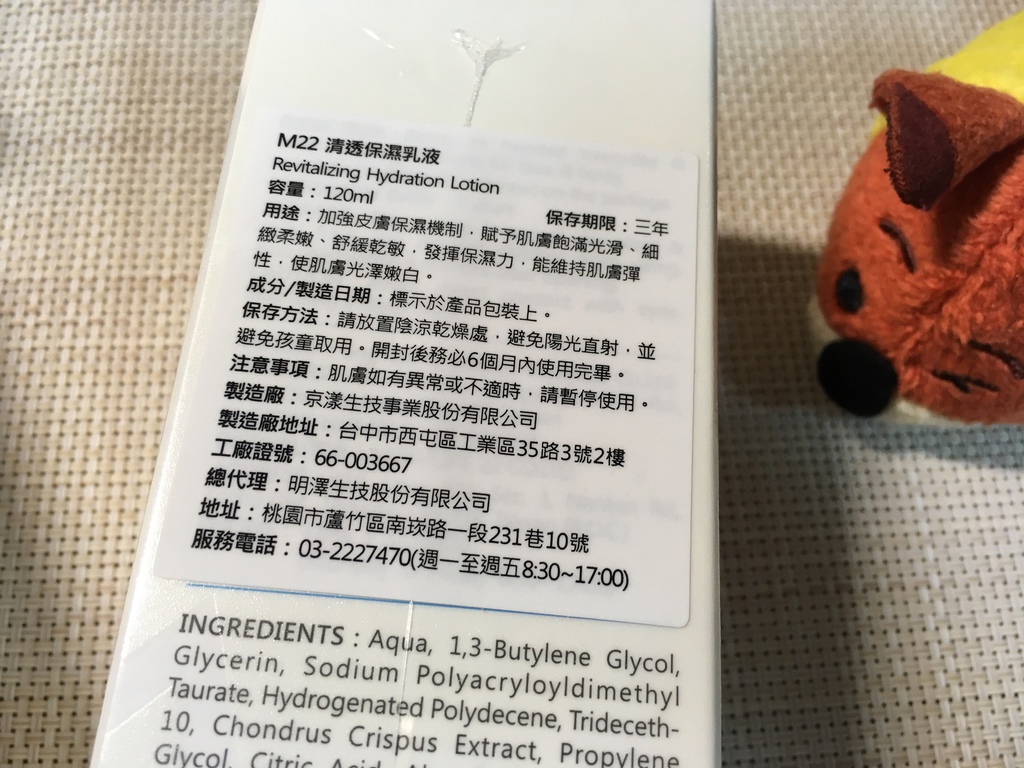 M22 清透保濕乳液
Revitalizing Hydration Lotion
容量：120ml 保存期限：三年
用途：加強皮膚保濕機制，賦予肌膚飽滿光滑、細
緻柔嫩、舒緩乾敏，發揮保濕力，能維持肌膚彈
性，使肌膚光澤嫩白。
成分/製造日期：標示於產品包裝上。
保存方法：請放置陰涼乾燥處，避免陽光直射，並
避免孩童取用。開封後務必6個月內使用完畢。
注意事項：肌膚如有異常或不適時，請暫停使用。
製造廠：京漾生技事業股份有限公司
製造廠地址：台中市西屯區工業區35路3號2樓
工廠證號：66-003667
總代理：明澤生技股份有限公司
地址：桃園市蘆竹區南崁路一段231巷10號
服務電話：03-2227470(週一至週五8:30~17:00)
INGREDIENTS : Aqua, 1,3-Butylene Glycol,
Glycerin, Sodium Polyacryloyldimethyl
Taurate, Hydrogenated Polydecene, Trideceth-
10, Chondrus Crispus Extract, Propylene
Glycol, Citric Acid,